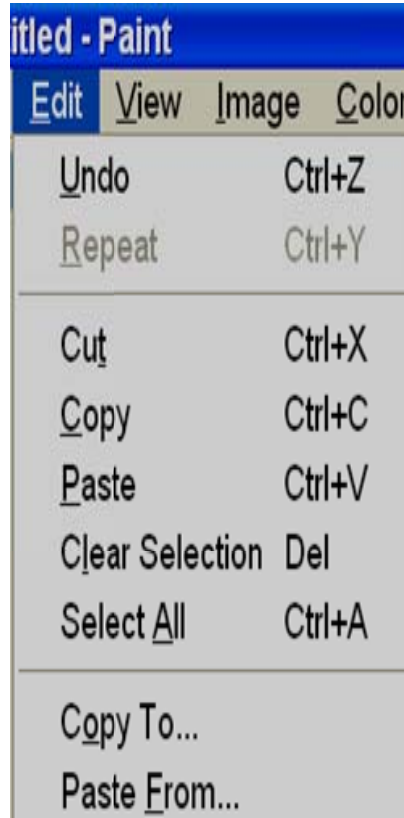 itled - Paint
Edit View Image Color
Undo Ctrl+Z
Repeat Ctrl+Y
Cut Ctrl+X
Copy Ctrl+C
Paste Ctrl+V
Clear Selection Del
Select All Ctrl+A
Copy To...
Paste From...